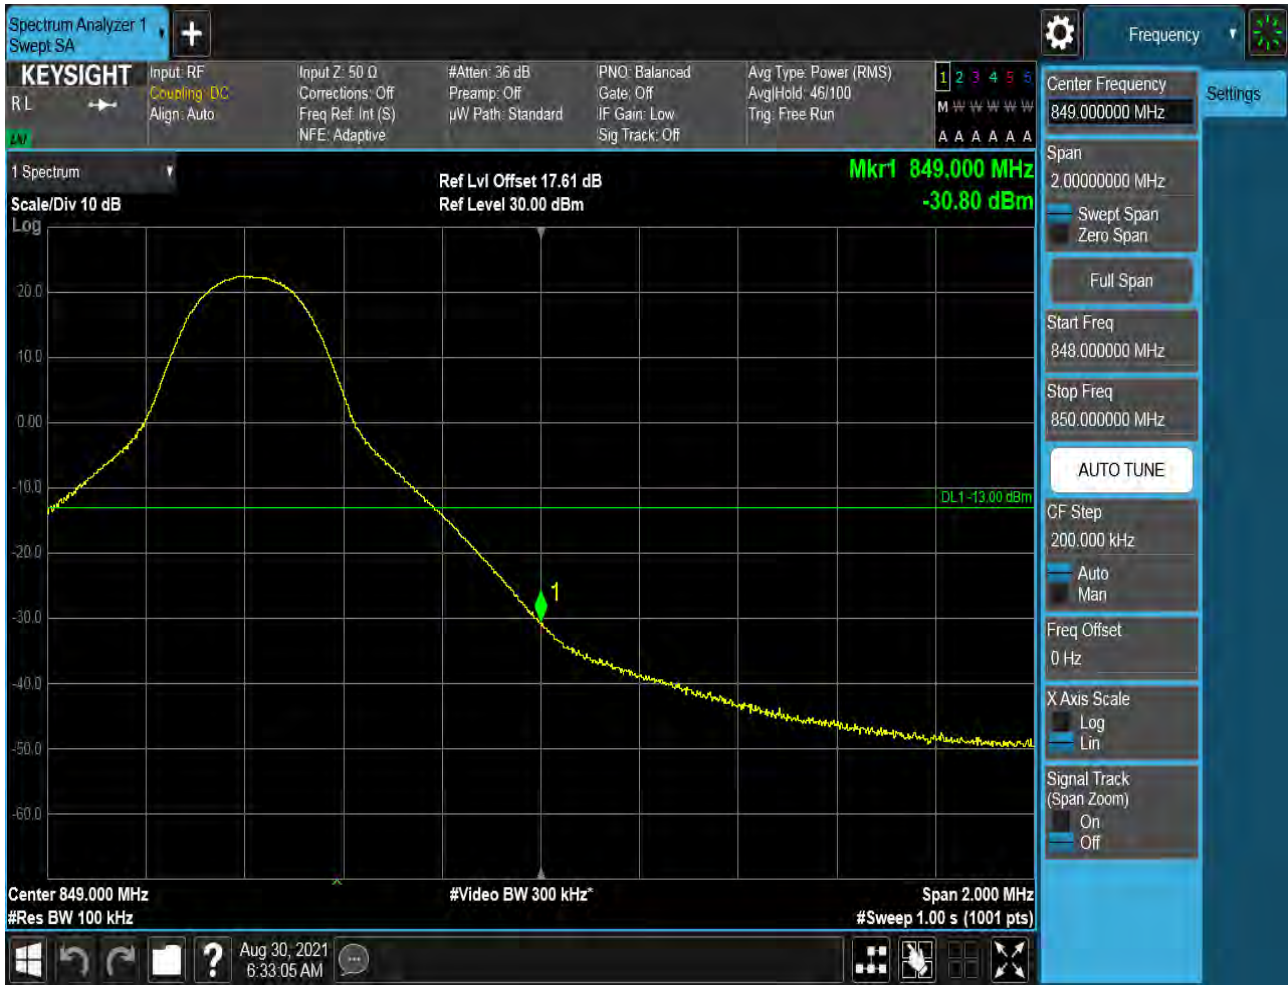 Spectrum Analyzer 1
Swept SA
+
Frequency
KEYSIGHT
R L
LXI
Input: RF
Coupling: DC
Align: Auto
Input Z: 50 Ω
Corrections: Off
Freq Ref: Int (S)
NFE: Adaptive
#Atten: 36 dB
Preamp: Off
µW Path: Standard
PNO: Balanced
Gate: Off
IF Gain: Low
Sig Track: Off
Avg Type: Power (RMS)
Avg|Hold: 46/100
Trig: Free Run
1 2 3 4 5 6
M W W W W W
A A A A A A
1 Spectrum
Scale/Div 10 dB
Log
Ref Lvl Offset 17.61 dB
Ref Level 30.00 dBm
Mkr1 849.000 MHz
-30.80 dBm
20.0
10.0
0.00
-10.0
-20.0
-30.0
-40.0
-50.0
-60.0
DL1 -13.00 dBm
1
Center 849.000 MHz
#Res BW 100 kHz
#Video BW 300 kHz*
Span 2.000 MHz
#Sweep 1.00 s (1001 pts)
?
Aug 30, 2021
6:33:05 AM
Center Frequency
849.000000 MHz
Settings
Span
2.00000000 MHz
Swept Span
Zero Span
Full Span
Start Freq
848.000000 MHz
Stop Freq
850.000000 MHz
AUTO TUNE
CF Step
200.000 kHz
Auto
Man
Freq Offset
0 Hz
X Axis Scale
Log
Lin
Signal Track
(Span Zoom)
On
Off